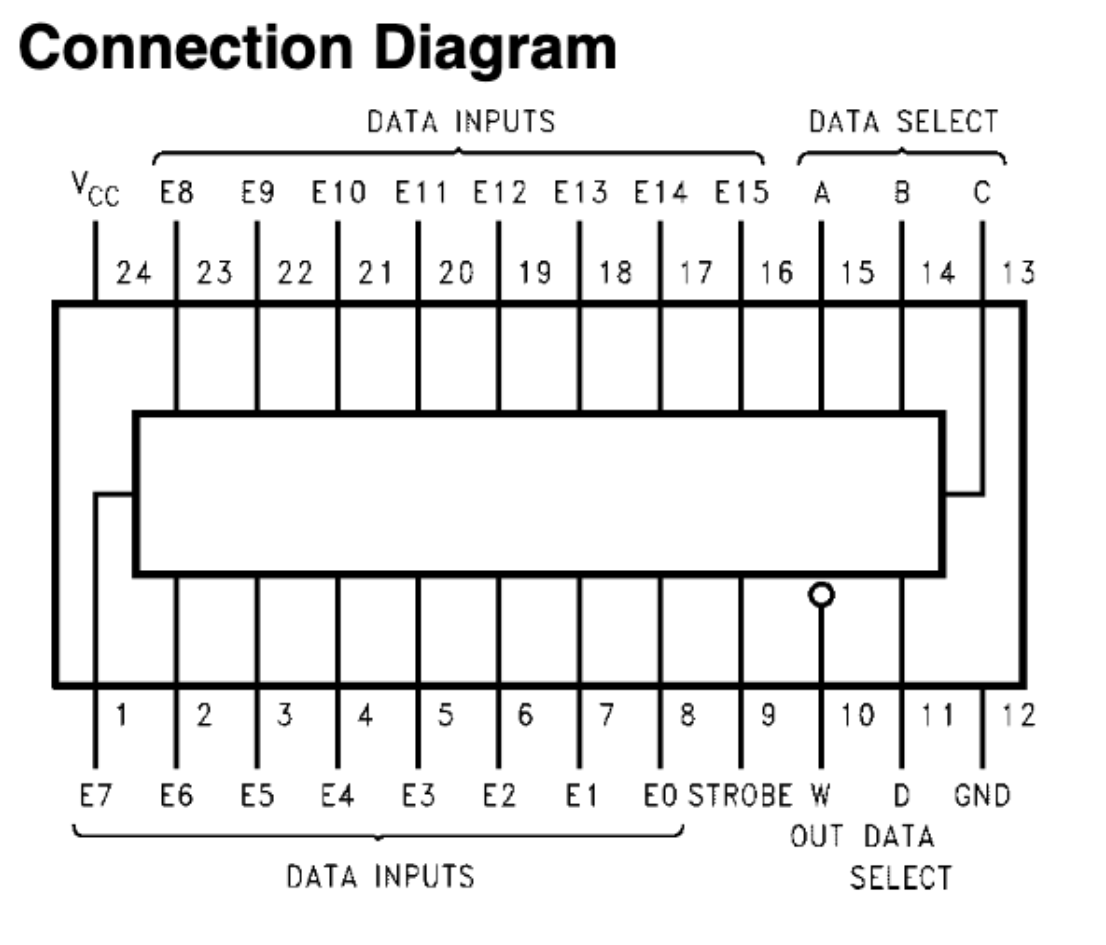 Connection Diagram
DATA INPUTS DATA SELECT
VCC E8 E9 E10 E11 E12 E13 E14 E15 A B C
24 23 22 21 20 19 18 17 16 15 14 13
1 2 3 4 5 6 7 8 9 10 11 12
E7 E6 E5 E4 E3 E2 E1 E0 STROBE W D GND
OUT DATA
DATA INPUTS SELECT